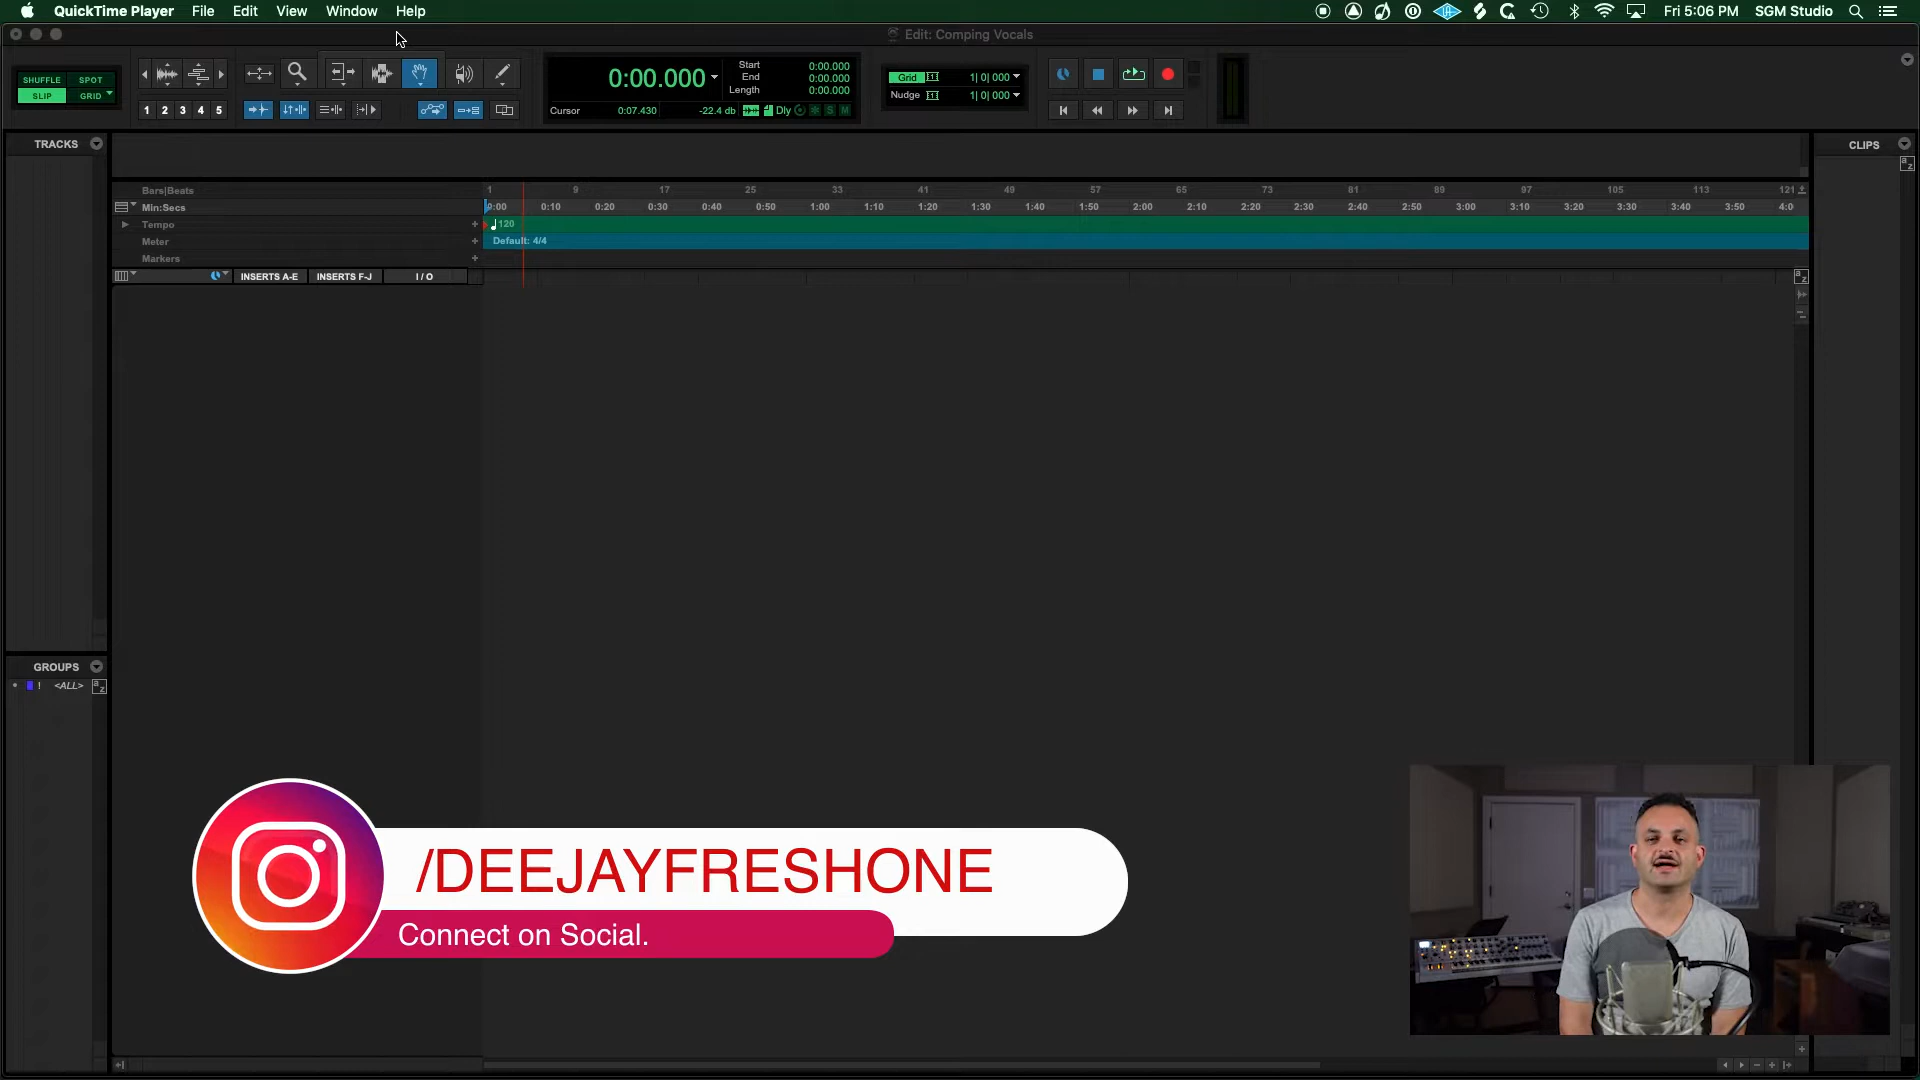 QuickTime Player File Edit View Window Help
Fri 5:06 PM SGM Studio
Edit: Comping Vocals
SHUFFLE SPOT
SLIP GRID
1 2 3 4 5
0:00.000
Start 0:00.000
End 0:00.000
Length 0:00.000
Cursor 0:07.430 -22.4 db Dly S M
Grid 1| 0| 000
Nudge 1| 0| 000
TRACKS
CLIPS
Bars|Beats 1 9 17 25 33 41 49 57 65 73 81 89 97 105 113 121
Min:Secs 0:00 0:10 0:20 0:30 0:40 0:50 1:00 1:10 1:20 1:30 1:40 1:50 2:00 2:10 2:20 2:30 2:40 2:50 3:00 3:10 3:20 3:30 3:40 3:50 4:0
Tempo 120
Meter Default: 4/4
Markers
INSERTS A-E INSERTS F-J I / O
GROUPS
! <ALL>
/DEEJAYFRESHONE
Connect on Social.